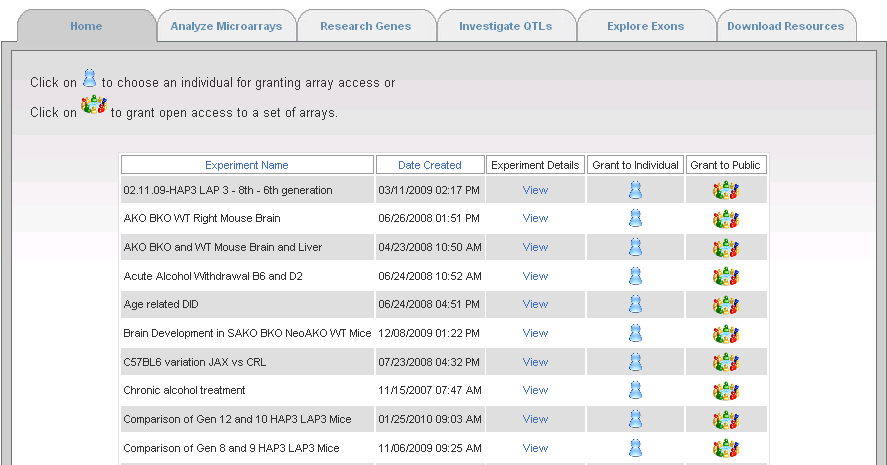 Home Analyze Microarrays Research Genes Investigate QTLs Explore Exons Download Resources
Click on to choose an individual for granting array access or
Click on to grant open access to a set of arrays.
Experiment Name Date Created Experiment Details Grant to Individual Grant to Public
02.11.09-HAP3 LAP 3 - 8th - 6th generation 03/11/2009 02:17 PM View
AKO BKO WT Right Mouse Brain 06/26/2008 01:51 PM View
AKO BKO and WT Mouse Brain and Liver 04/23/2008 10:50 AM View
Acute Alcohol Withdrawal B6 and D2 06/24/2008 10:52 AM View
Age related DID 06/24/2008 04:51 PM View
Brain Development in SAKO BKO NeoAKO WT Mice 12/08/2009 01:22 PM View
C57BL6 variation JAX vs CRL 07/23/2008 04:32 PM View
Chronic alcohol treatment 11/15/2007 07:47 AM View
Comparison of Gen 12 and 10 HAP3 LAP3 Mice 01/25/2010 09:03 AM View
Comparison of Gen 8 and 9 HAP3 LAP3 Mice 11/06/2009 09:25 AM View